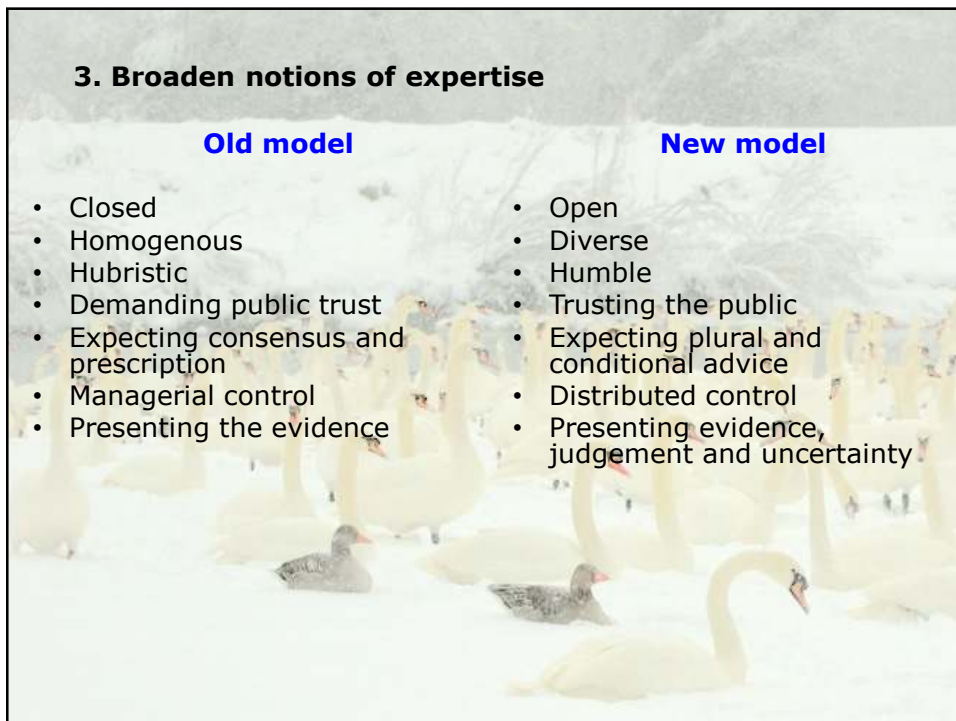 3. Broaden notions of expertise
Old model
• Closed
• Homogenous
• Hubristic
• Demanding public trust
• Expecting consensus and
prescription
• Managerial control
• Presenting the evidence
New model
• Open
• Diverse
• Humble
• Trusting the public
• Expecting plural and
conditional advice
• Distributed control
• Presenting evidence,
judgement and uncertainty